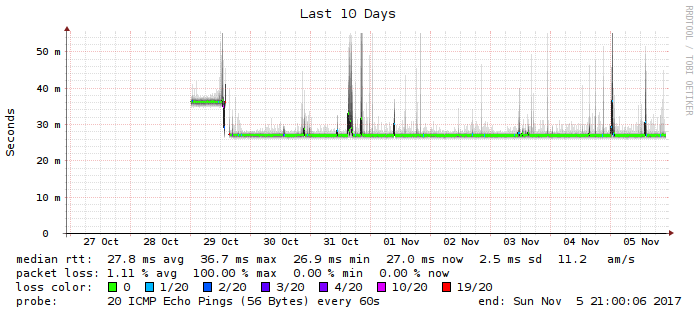 Last 10 Days
RRDTOOL / TOBI OETIKER
Seconds
50 m
40 m
30 m
20 m
10 m
0
27 Oct 28 Oct 29 Oct 30 Oct 31 Oct 01 Nov 02 Nov 03 Nov 04 Nov 05 Nov
median rtt: 27.8 ms avg 36.7 ms max 26.9 ms min 27.0 ms now 2.5 ms sd 11.2 am/s
packet loss: 1.11 % avg 100.00 % max 0.00 % min 0.00 % now
loss color: 0 1/20 2/20 3/20 4/20 10/20 19/20
probe: 20 ICMP Echo Pings (56 Bytes) every 60s end: Sun Nov 5 21:00:06 2017